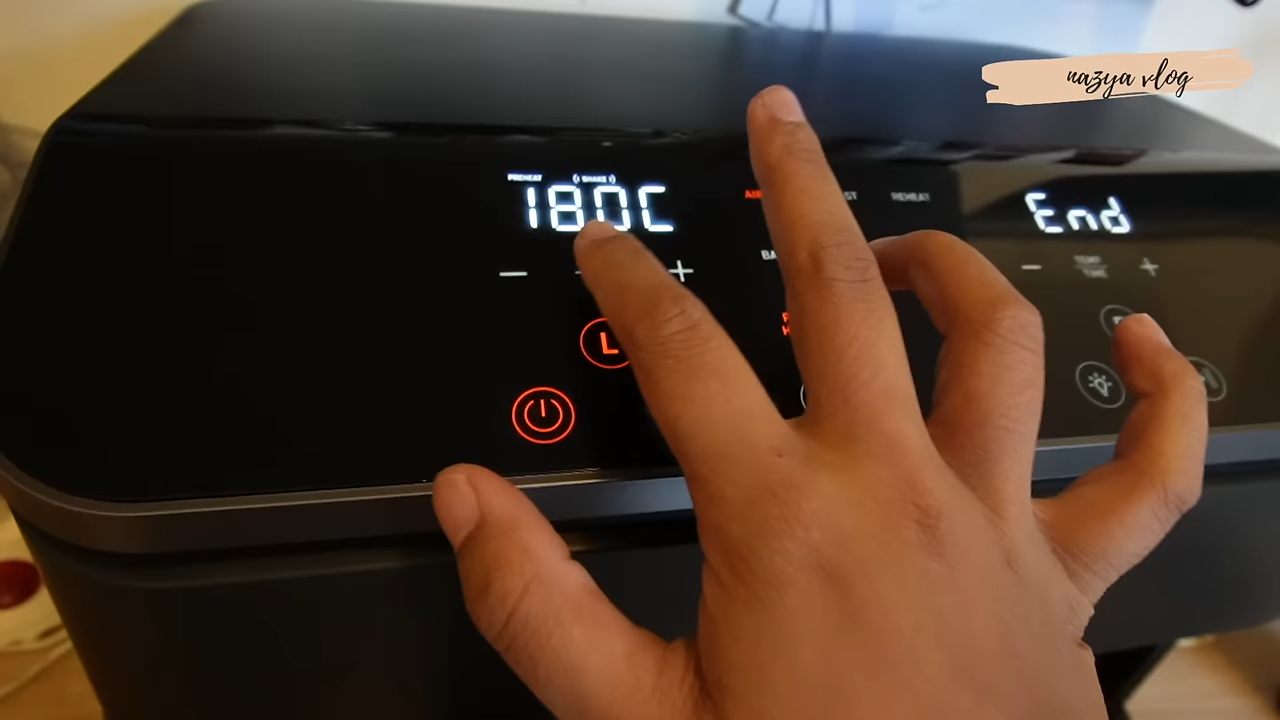 nazya vlog
PREHEAT (( SHAKE ))
180C
REHEAT
End
− +
− TEMP +
TIME
L